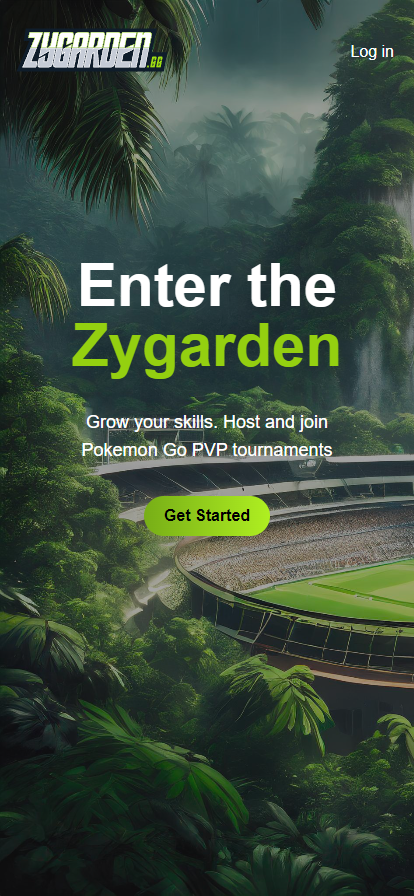 ZYGARDEN.GG
Log in
Enter the
Zygarden
Grow your skills. Host and join
Pokemon Go PVP tournaments
Get Started